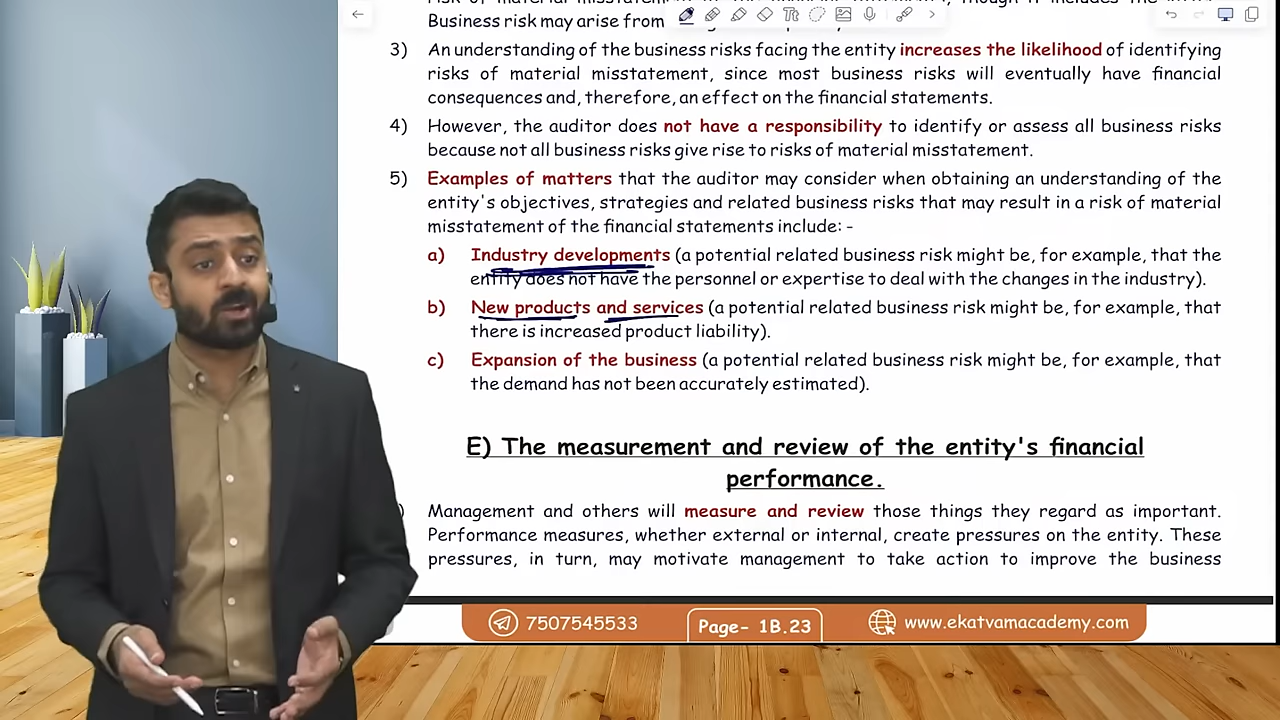 Business risk may arise from
3) An understanding of the business risks facing the entity increases the likelihood of identifying
risks of material misstatement, since most business risks will eventually have financial
consequences and, therefore, an effect on the financial statements.
4) However, the auditor does not have a responsibility to identify or assess all business risks
because not all business risks give rise to risks of material misstatement.
5) Examples of matters that the auditor may consider when obtaining an understanding of the
entity's objectives, strategies and related business risks that may result in a risk of material
misstatement of the financial statements include: -
a) Industry developments (a potential related business risk might be, for example, that the
entity does not have the personnel or expertise to deal with the changes in the industry).
b) New products and services (a potential related business risk might be, for example, that
there is increased product liability).
c) Expansion of the business (a potential related business risk might be, for example, that
the demand has not been accurately estimated).
E) The measurement and review of the entity's financial
performance.
Management and others will measure and review those things they regard as important.
Performance measures, whether external or internal, create pressures on the entity. These
pressures, in turn, may motivate management to take action to improve the business
7507545533
Page- 1B.23
www.ekatvamacademy.com